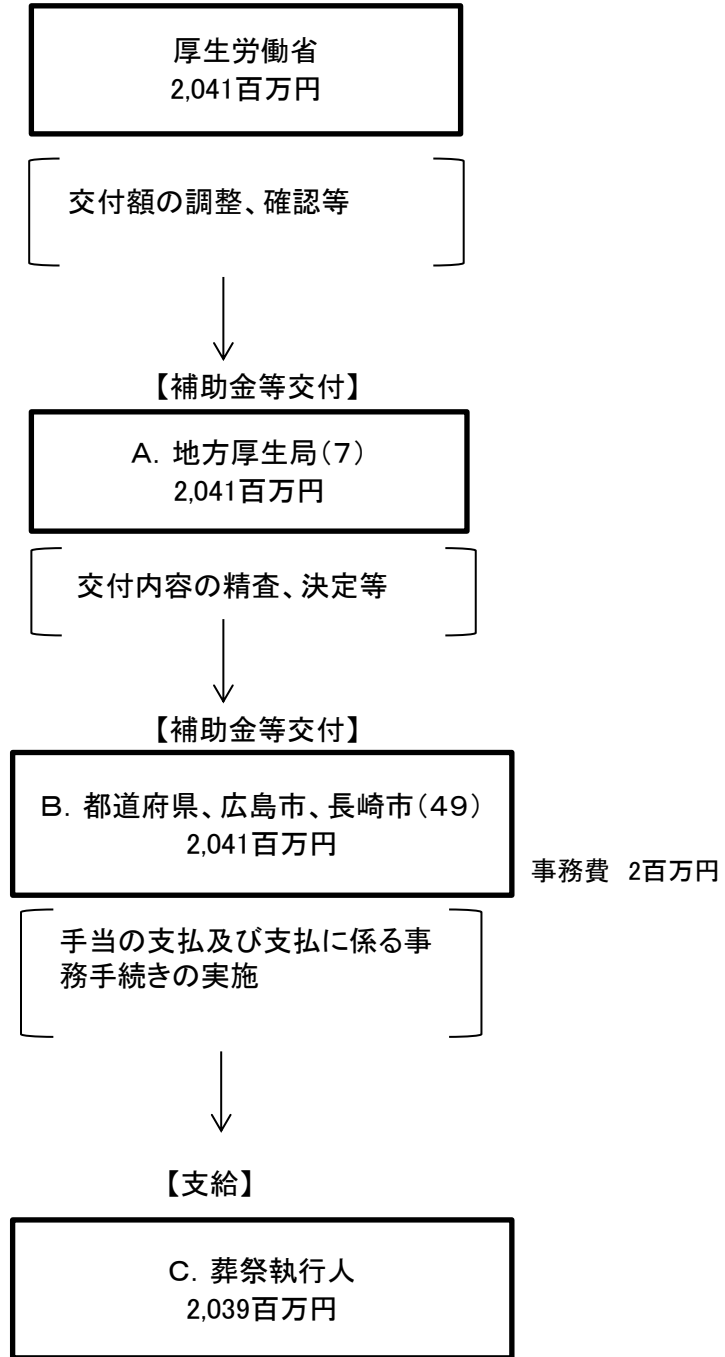 厚生労働省
2,041百万円
交付額の調整、確認等
【補助金等交付】
A．地方厚生局（7）
2,041百万円
交付内容の精査、決定等
【補助金等交付】
B．都道府県、広島市、長崎市（49）
2,041百万円
事務費　2百万円
手当の支払及び支払に係る事
務手続きの実施
【支給】
C．葬祭執行人
2,039百万円